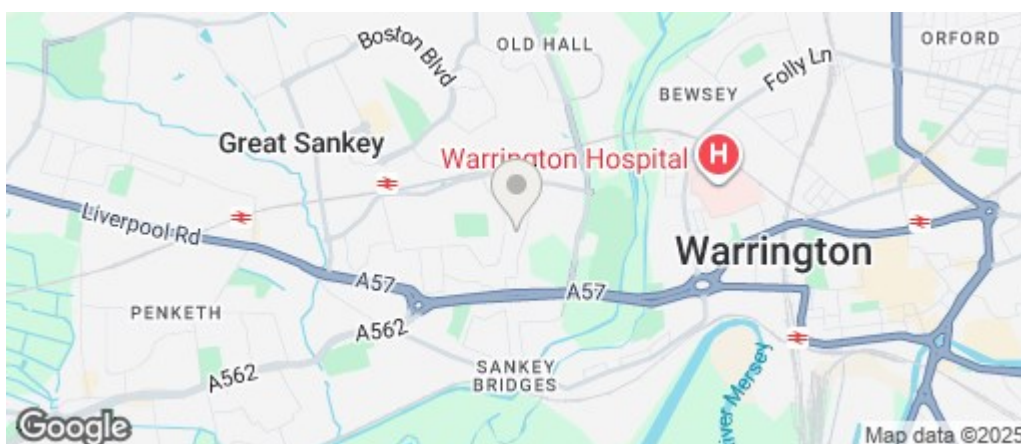 Boston Blvd
OLD HALL
ORFORD
Folly Ln
BEWSEY
Great Sankey
Warrington Hospital
H
Liverpool Rd
Warrington
A57
A57
PENKETH
A562
A562
SANKEY
BRIDGES
River Mersey
Google
Map data ©2025